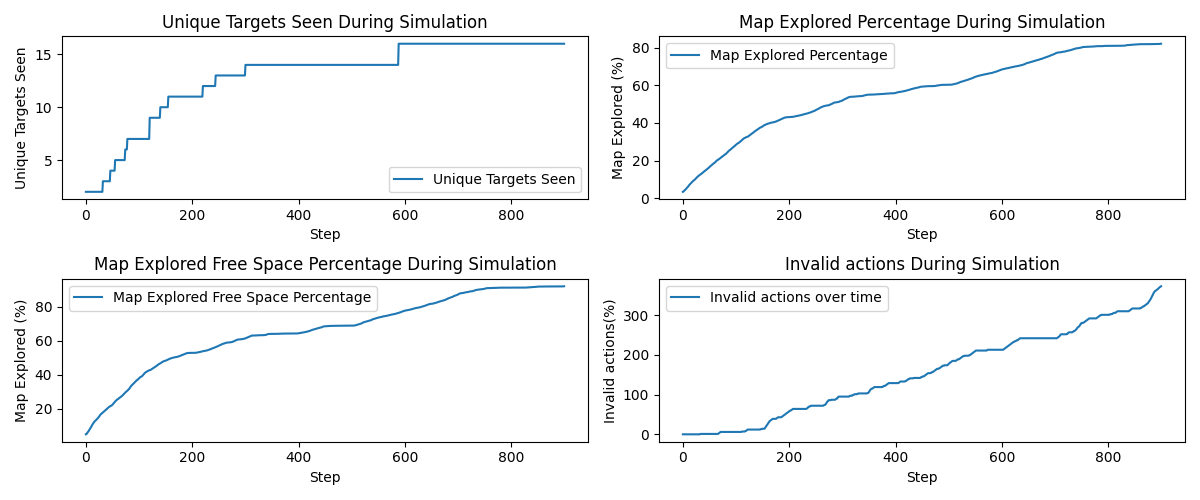 Unique Targets Seen During Simulation
Unique Targets Seen
15
10
5
Unique Targets Seen
0 200 400 600 800
Step
Map Explored Percentage During Simulation
Map Explored (%)
80
60
40
20
0
Map Explored Percentage
0 200 400 600 800
Step
Map Explored Free Space Percentage During Simulation
Map Explored (%)
80
60
40
20
Map Explored Free Space Percentage
0 200 400 600 800
Step
Invalid actions During Simulation
Invalid actions(%)
300
200
100
0
Invalid actions over time
0 200 400 600 800
Step